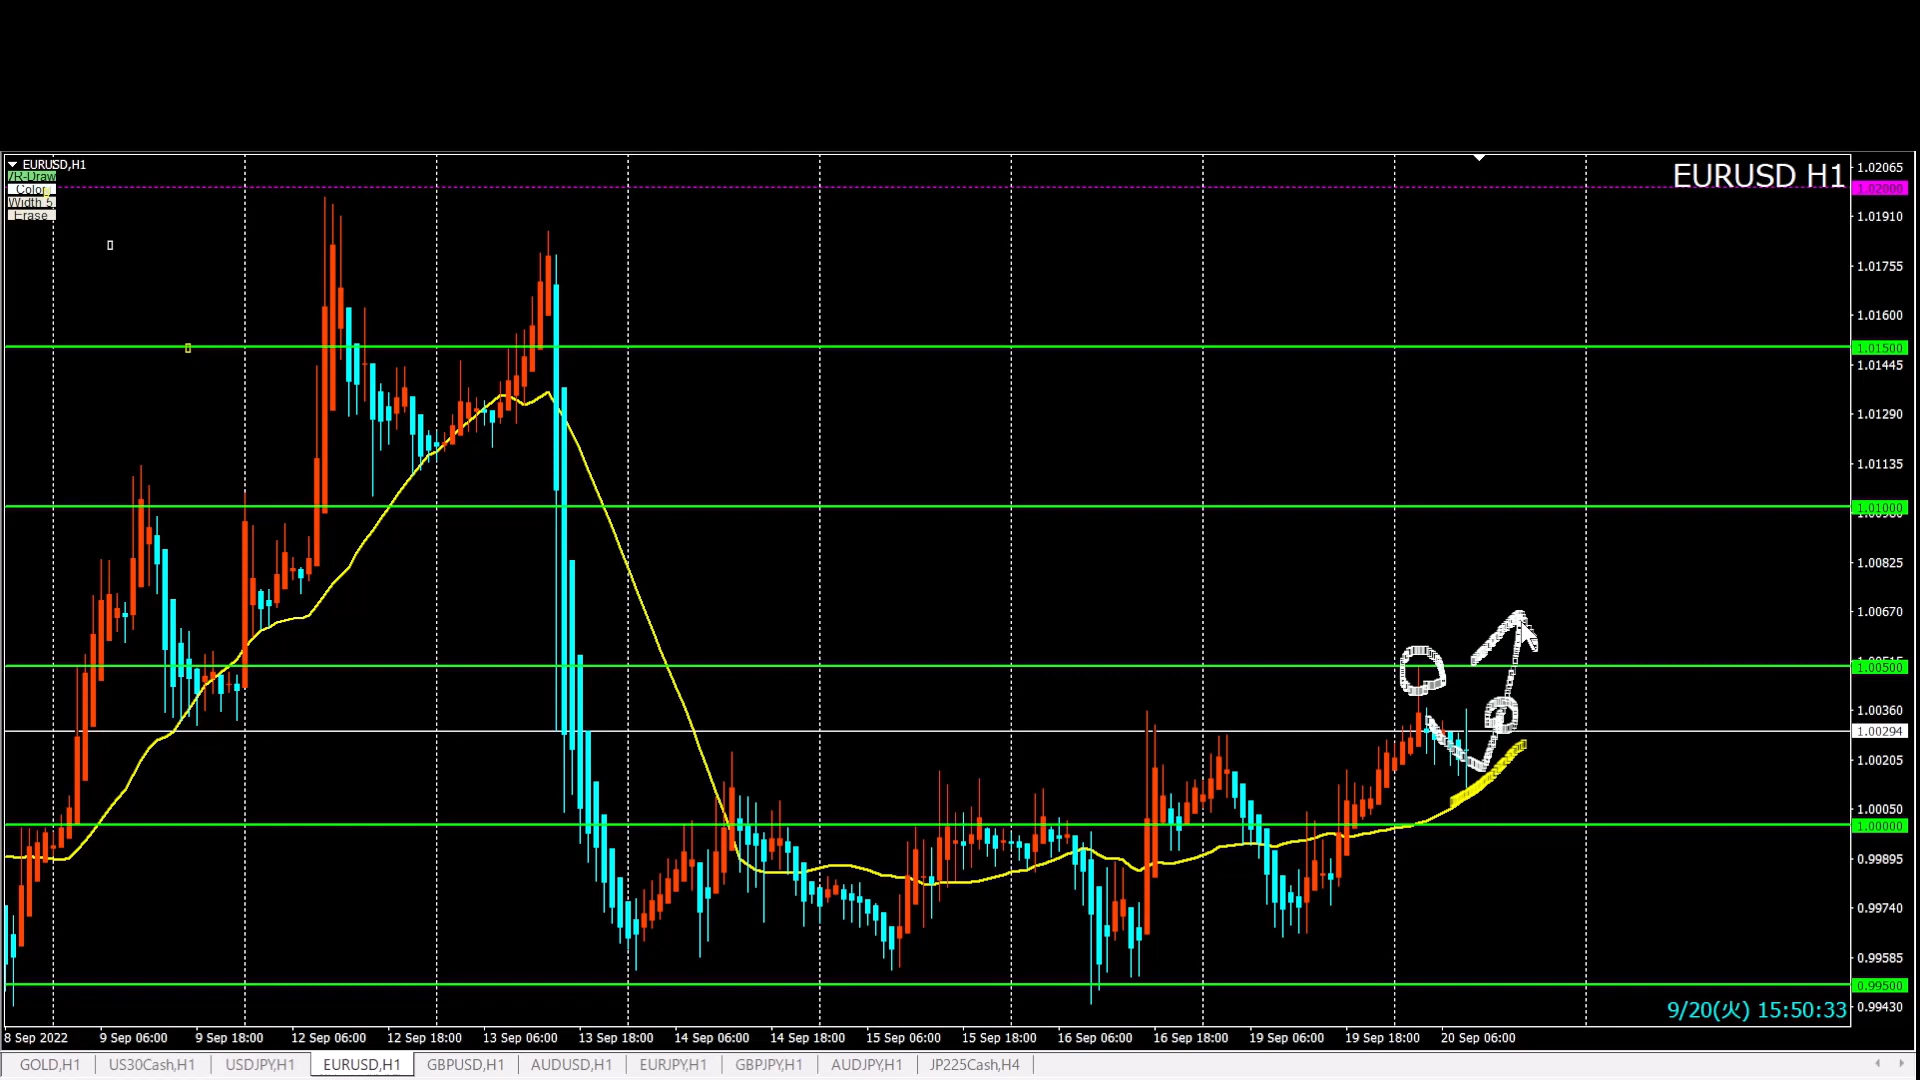 EURUSD,H1
/R-Draw
Color
Width 5
Erase
EURUSD H1
1.02065
1.02000
1.01910
1.01755
1.01600
1.01500
1.01445
1.01290
1.01135
1.01000
1.00825
1.00670
1.00500
1.00360
1.00294
1.00205
1.00050
1.00000
0.99895
0.99740
0.99585
0.99500
0.99430
9/20(火) 15:50:33
8 Sep 2022 9 Sep 06:00 9 Sep 18:00 12 Sep 06:00 12 Sep 18:00 13 Sep 06:00 13 Sep 18:00 14 Sep 06:00 14 Sep 18:00 15 Sep 06:00 15 Sep 18:00 16 Sep 06:00 16 Sep 18:00 19 Sep 06:00 19 Sep 18:00 20 Sep 06:00
GOLD,H1 US30Cash,H1 USDJPY,H1 EURUSD,H1 GBPUSD,H1 AUDUSD,H1 EURJPY,H1 GBPJPY,H1 AUDJPY,H1 JP225Cash,H4